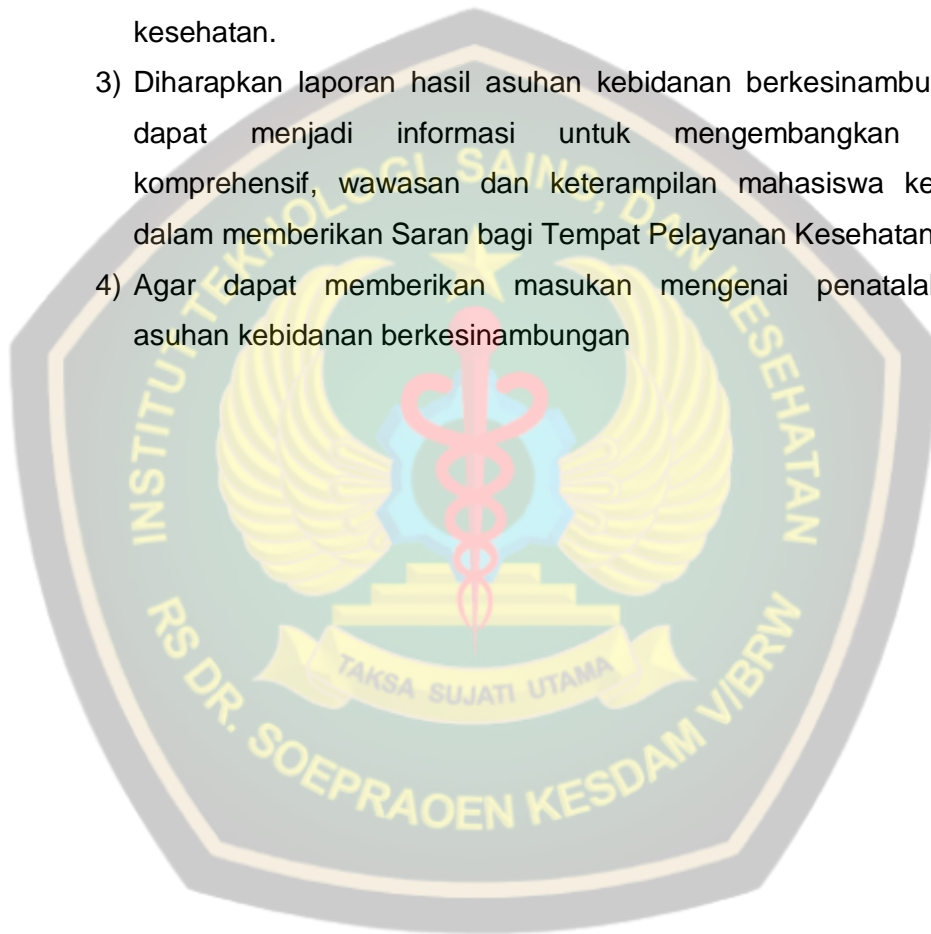 kesehatan.
3) Diharapkan laporan hasil asuhan kebidanan berkesinambu
dapat menjadi informasi untuk mengembangkan
komprehensif, wawasan dan keterampilan mahasiswa ke
dalam memberikan Saran bagi Tempat Pelayanan Kesehatan
4) Agar dapat memberikan masukan mengenai penatala
asuhan kebidanan berkesinambungan
INSTITUT TEKNOLOGI, SAINS, DAN KESEHATAN
TAKSA SUJATI UTAMA
RS DR. SOEPRAOEN KESDAM V/BRW